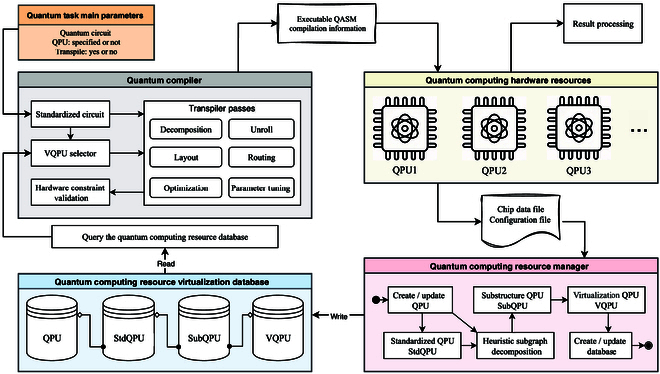 Quantum task main parameters
Quantum circuit
QPU: specified or not
Transpile: yes or no
Executable QASM
compilation information
Result processing
Quantum compiler
Standardized circuit
VQPU selector
Hardware constraint
validation
Transpiler passes
Decomposition
Unroll
Layout
Routing
Optimization
Parameter tuning
Quantum computing hardware resources
QPU1
QPU2
QPU3
...
Chip data file
Configuration file
Query the quantum computing resource database
Read
Quantum computing resource virtualization database
QPU
StdQPU
SubQPU
VQPU
Write
Quantum computing resource manager
Create / update
QPU
Substructure QPU
SubQPU
Virtualization QPU
VQPU
Standardized QPU
StdQPU
Heuristic subgraph
decomposition
Create / update
database